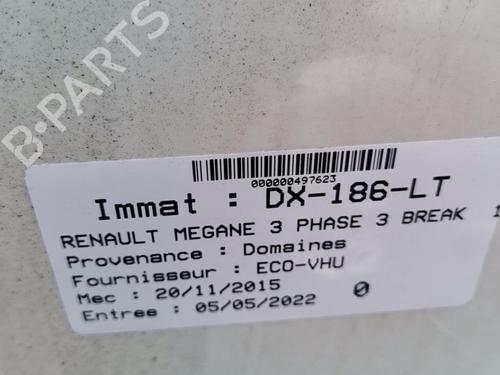 B-PARTS
000000497623
Immat : DX-186-LT
RENAULT MEGANE 3 PHASE 3 BREAK 1
Provenance : Domaines
Fournisseur : ECO-VHU
Mec : 20/11/2015
Entree : 05/05/2022 0